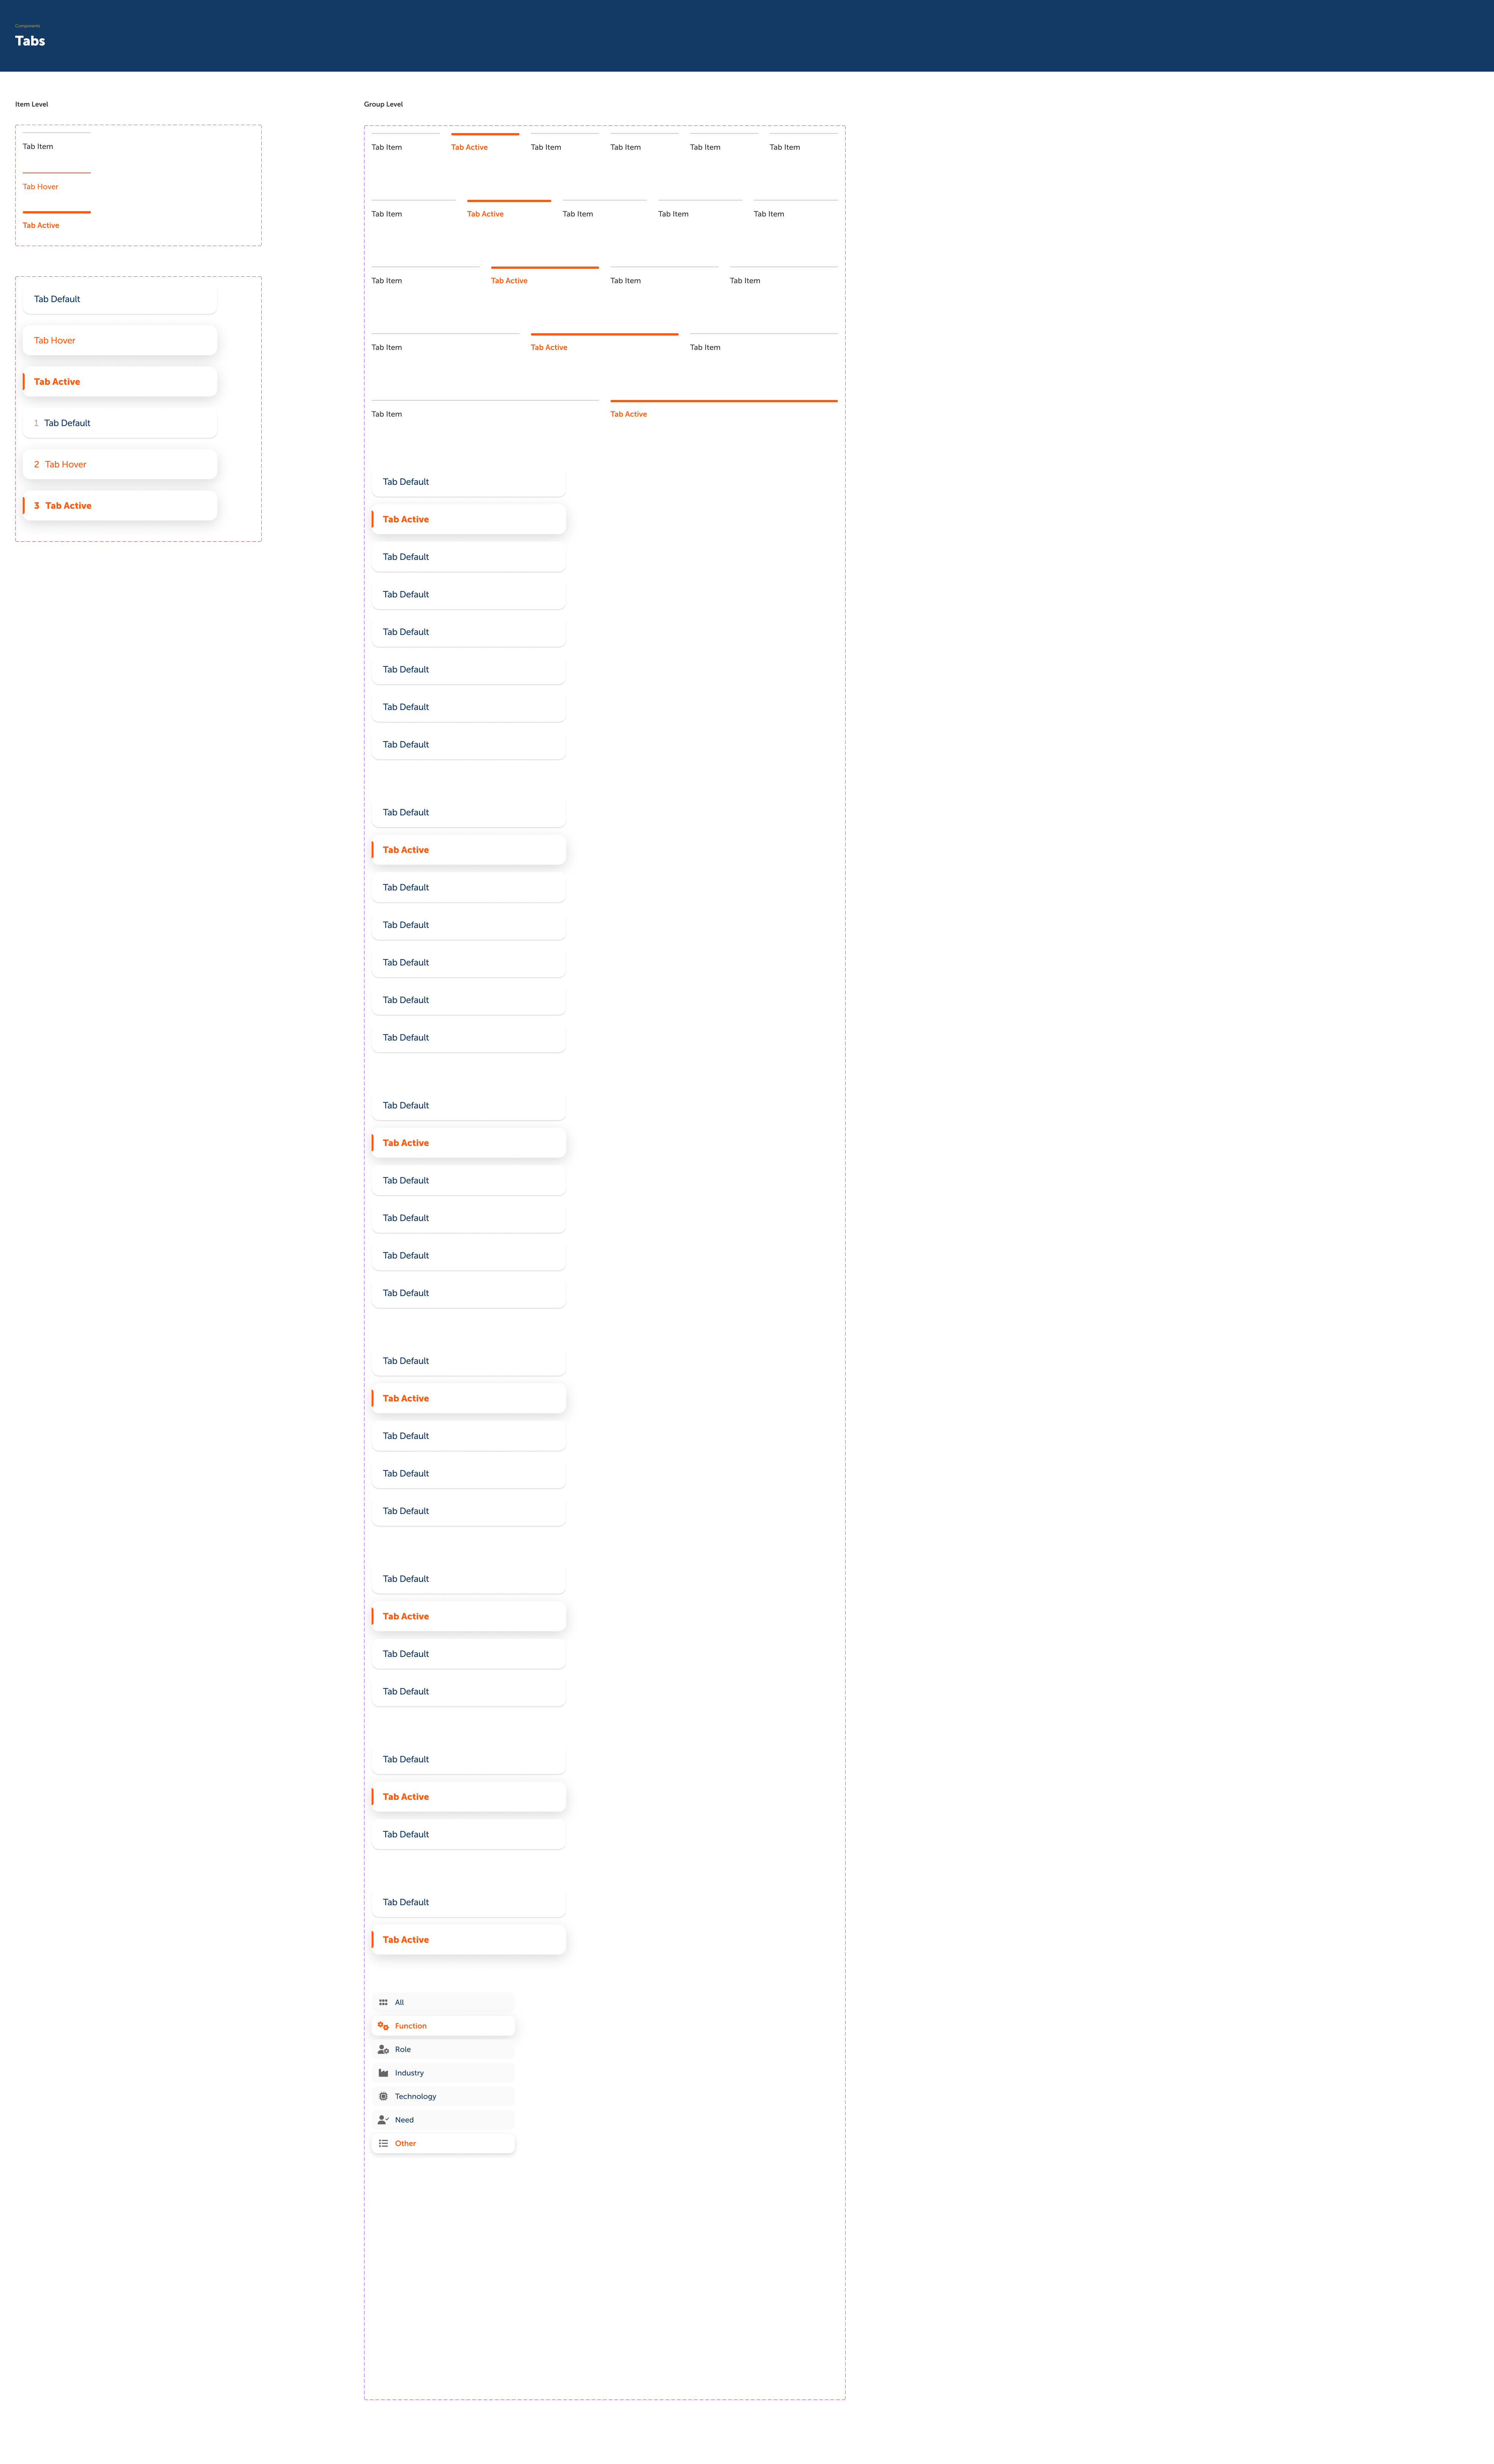 Components
Tabs
Item Level
Tab Item
Tab Hover
Tab Active
Tab Default
Tab Hover
Tab Active
1 Tab Default
2 Tab Hover
3 Tab Active
Group Level
Tab Item Tab Active Tab Item Tab Item Tab Item Tab Item
Tab Item Tab Active Tab Item Tab Item Tab Item
Tab Item Tab Active Tab Item Tab Item
Tab Item Tab Active Tab Item
Tab Item Tab Active
Tab Default
Tab Active
Tab Default
Tab Default
Tab Default
Tab Default
Tab Default
Tab Default
Tab Default
Tab Active
Tab Default
Tab Default
Tab Default
Tab Default
Tab Default
Tab Default
Tab Active
Tab Default
Tab Default
Tab Default
Tab Default
Tab Default
Tab Active
Tab Default
Tab Default
Tab Default
Tab Default
Tab Active
Tab Default
Tab Default
Tab Default
Tab Active
Tab Default
Tab Default
Tab Active
All
Function
Role
Industry
Technology
Need
Other